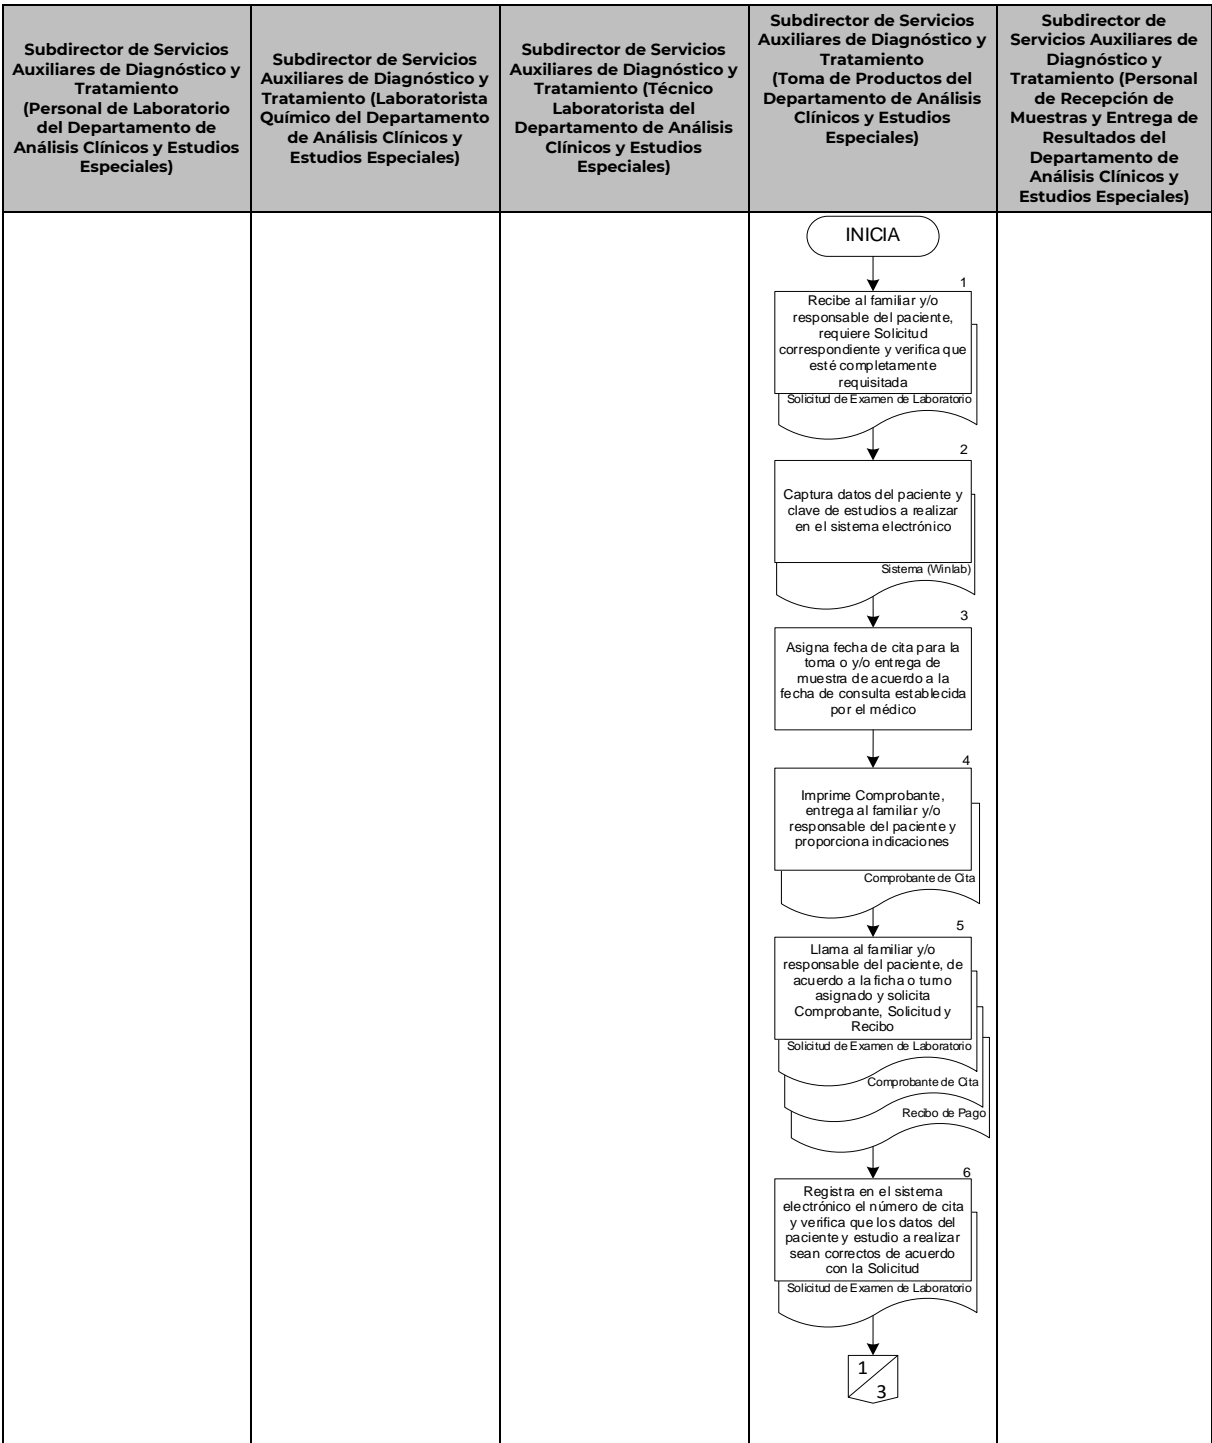 Subdirector de Servicios
Auxiliares de Diagnóstico y
Tratamiento
(Personal de Laboratorio
del Departamento de
Análisis Clínicos y Estudios
Especiales)
Subdirector de Servicios
Auxiliares de Diagnóstico y
Tratamiento (Laboratorista
Químico del Departamento
de Análisis Clínicos y
Estudios Especiales)
Subdirector de Servicios
Auxiliares de Diagnóstico y
Tratamiento (Técnico
Laboratorista del
Departamento de Análisis
Clínicos y Estudios
Especiales)
Subdirector de Servicios
Auxiliares de Diagnóstico y
Tratamiento
(Toma de Productos del
Departamento de Análisis
Clínicos y Estudios
Especiales)
Subdirector de
Servicios Auxiliares de
Diagnóstico y
Tratamiento (Personal
de Recepción de
Muestras y Entrega de
Resultados del
Departamento de
Análisis Clínicos y
Estudios Especiales)
INICIA
1
Recibe al familiar y/o
responsable del paciente,
requiere Solicitud
correspondiente y verifica que
esté completamente
requisitada
Solicitud de Examen de Laboratorio
2
Captura datos del paciente y
clave de estudios a realizar
en el sistema electrónico
Sistema (Winlab)
3
Asigna fecha de cita para la
toma o y/o entrega de
muestra de acuerdo a la
fecha de consulta establecida
por el médico
4
Imprime Comprobante,
entrega al familiar y/o
responsable del paciente y
proporciona indicaciones
Comprobante de Cita
5
Llama al familiar y/o
responsable del paciente, de
acuerdo a la ficha o turno
asignado y solicita
Comprobante, Solicitud y
Recibo
Solicitud de Examen de Laboratorio
Comprobante de Cita
Recibo de Pago
6
Registra en el sistema
electrónico el número de cita
y verifica que los datos del
paciente y estudio a realizar
sean correctos de acuerdo
con la Solicitud
Solicitud de Examen de Laboratorio
1
3